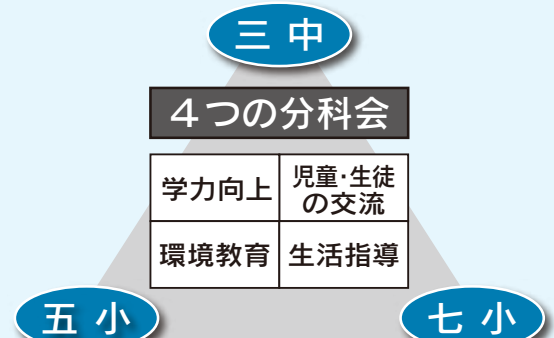 三中
4つの分科会
学力向上
児童・生徒
の交流
環境教育
生活指導
五小
七小